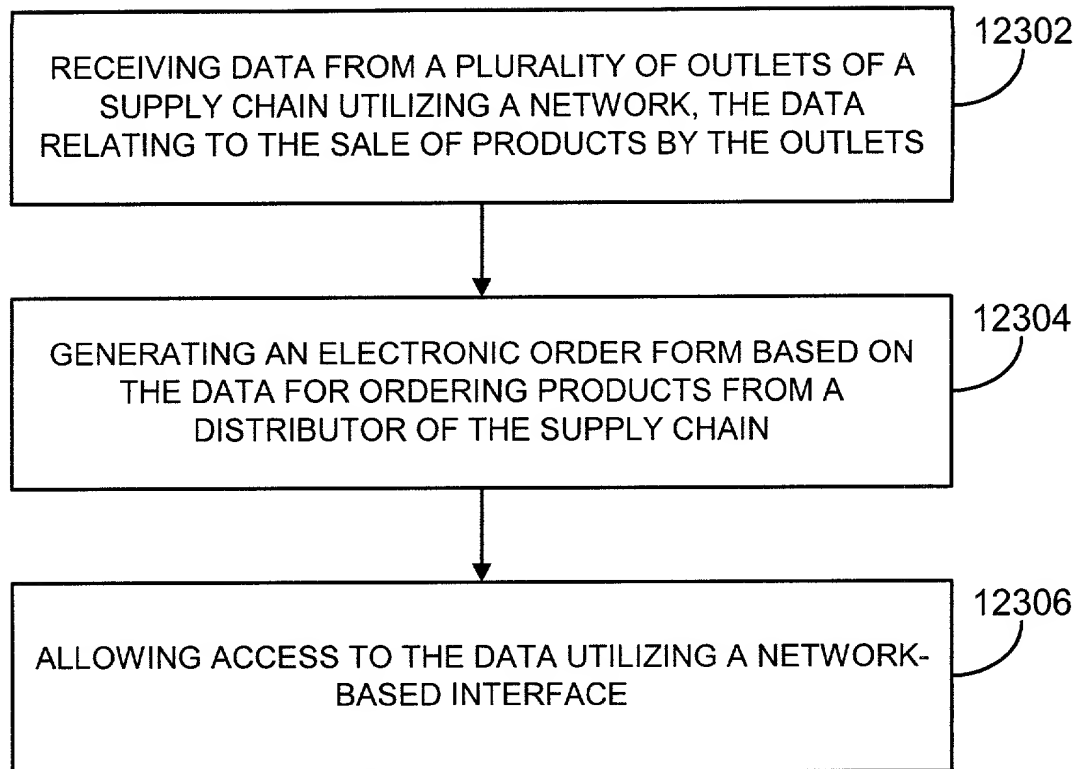 12302
RECEIVING DATA FROM A PLURALITY OF OUTLETS OF A
SUPPLY CHAIN UTILIZING A NETWORK, THE DATA
RELATING TO THE SALE OF PRODUCTS BY THE OUTLETS
12304
GENERATING AN ELECTRONIC ORDER FORM BASED ON
THE DATA FOR ORDERING PRODUCTS FROM A
DISTRIBUTOR OF THE SUPPLY CHAIN
12306
ALLOWING ACCESS TO THE DATA UTILIZING A NETWORK-
BASED INTERFACE